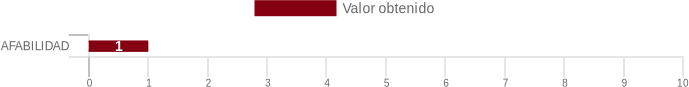 Valor obtenido
AFABILIDAD 1
0 1 2 3 4 5 6 7 8 9 10